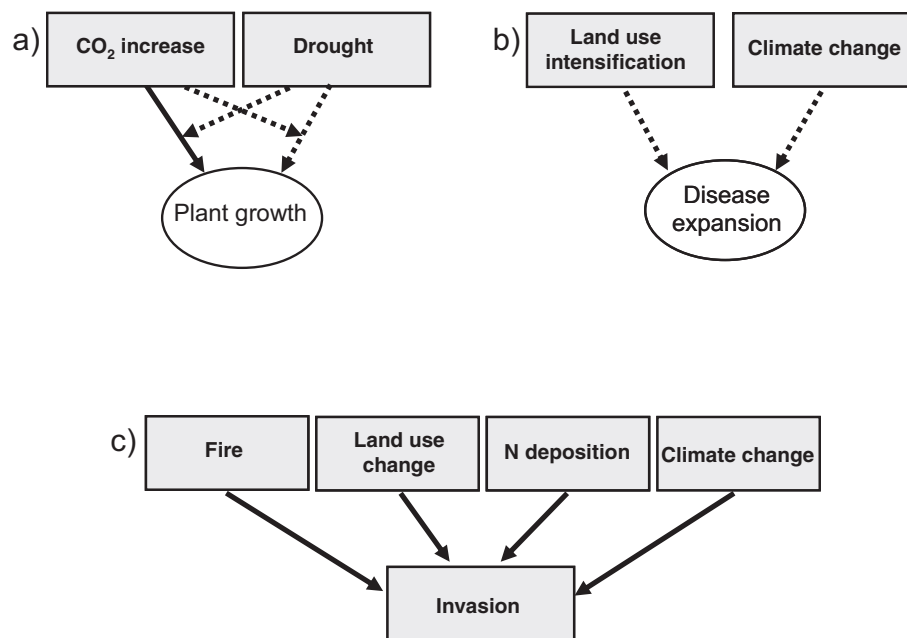 a)
CO₂ increase
Drought
Plant growth
b)
Land use
intensification
Climate change
Disease
expansion
c)
Fire
Land use
change
N deposition
Climate change
Invasion